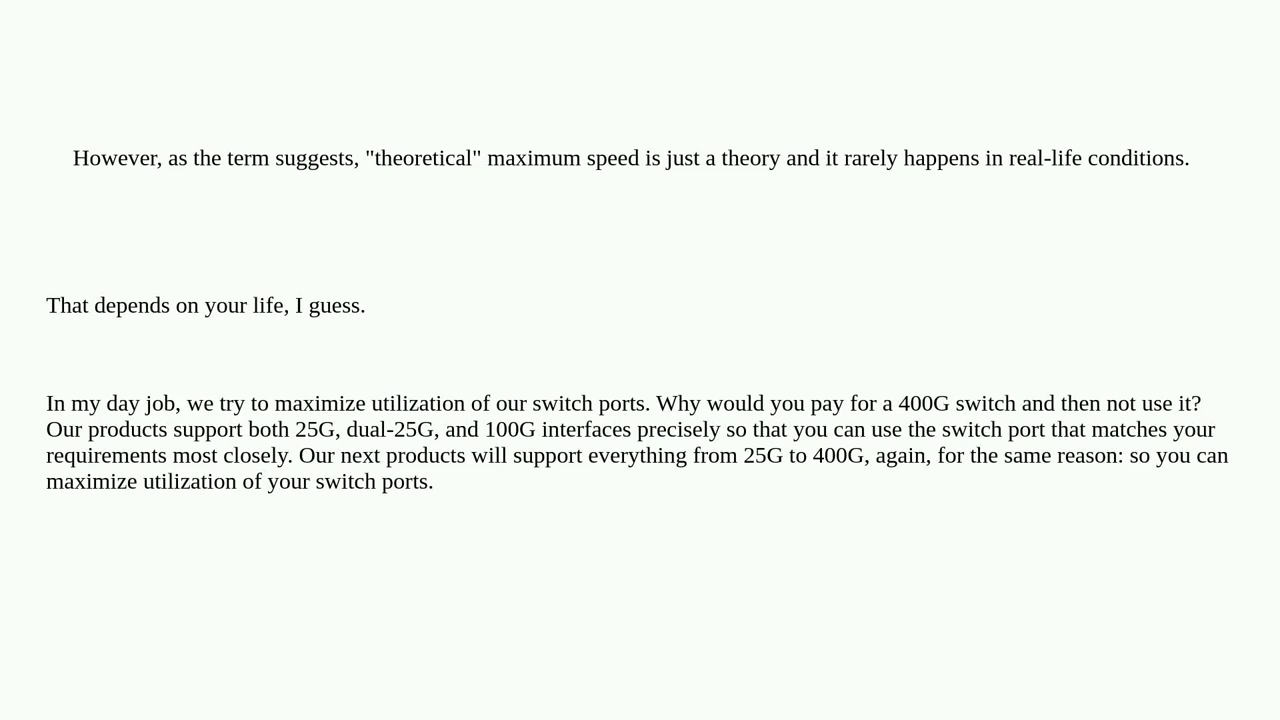 However, as the term suggests, "theoretical" maximum speed is just a theory and it rarely happens in real-life conditions.
That depends on your life, I guess.
In my day job, we try to maximize utilization of our switch ports. Why would you pay for a 400G switch and then not use it?
Our products support both 25G, dual-25G, and 100G interfaces precisely so that you can use the switch port that matches your
requirements most closely. Our next products will support everything from 25G to 400G, again, for the same reason: so you can
maximize utilization of your switch ports.